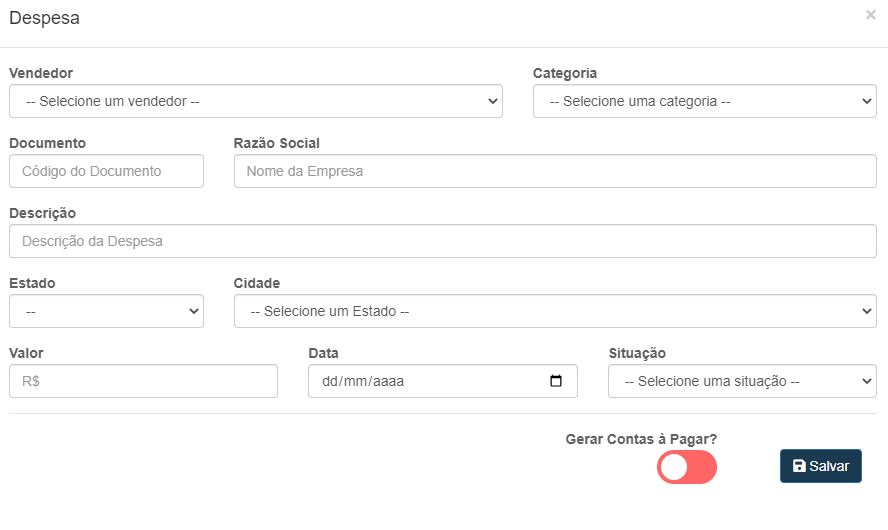 Despesa ×
Vendedor Categoria
-- Selecione um vendedor -- -- Selecione uma categoria --
Documento Razão Social
Código do Documento Nome da Empresa
Descrição
Descrição da Despesa
Estado Cidade
-- -- Selecione um Estado --
Valor Data Situação
R$ dd/mm/aaaa -- Selecione uma situação --
Gerar Contas à Pagar?
Salvar